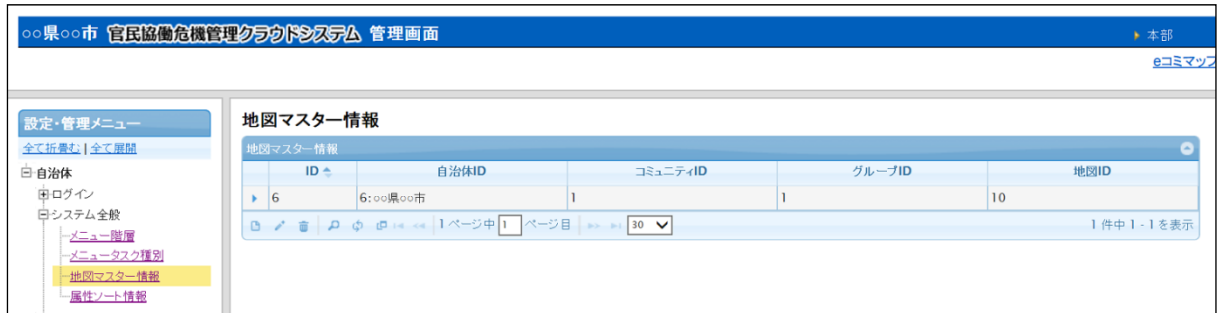 ○○県○○市 官民協働危機管理クラウドシステム 管理画面
本部
eコミマップ
設定・管理メニュー
全て折畳む | 全て展開
自治体
ログイン
システム全般
メニュー階層
メニュータスク種別
地図マスター情報
属性ソート情報
地図マスター情報
地図マスター情報
ID 自治体ID コミュニティID グループID 地図ID
6 6:○○県○○市 1 1 10
1 ページ中 1 ページ目 30 1 件中 1 - 1 を表示